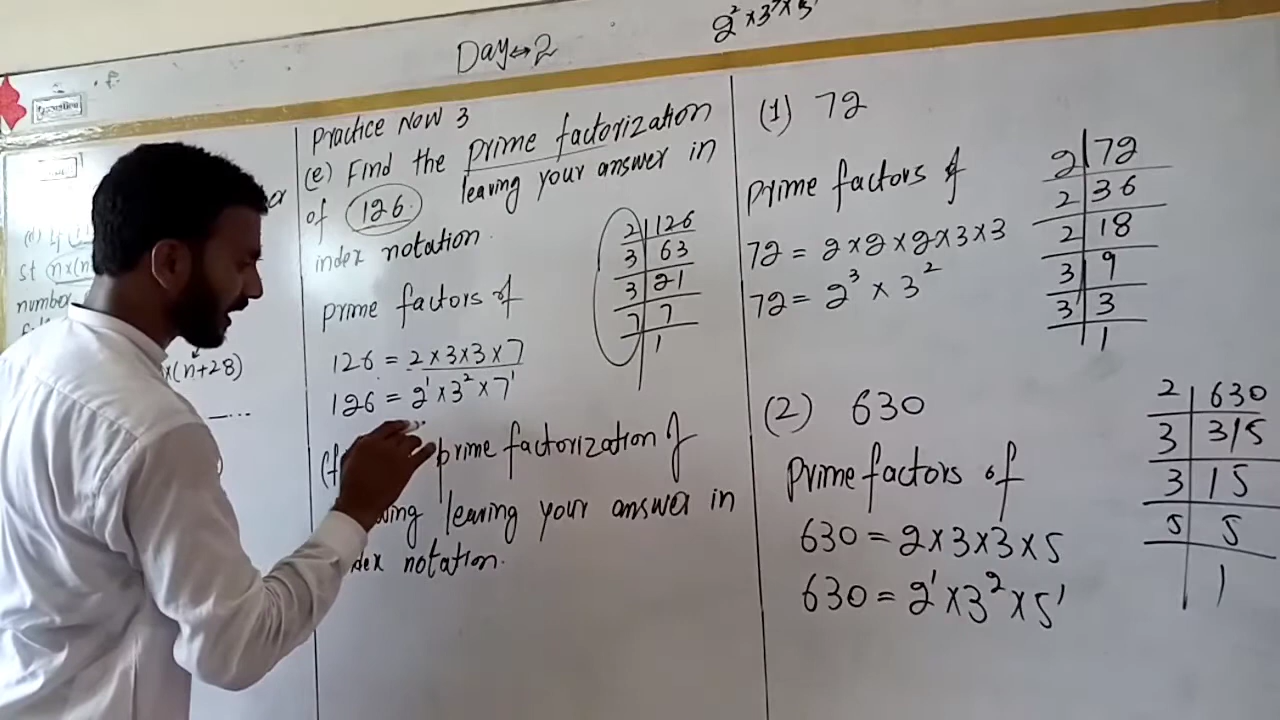 2² × 3² × 5¹
Day ↔ 2
st n×(n
number
×(n+28)
Practice Now 3
(e) Find the prime factorization
of 126. leaving your answer in
index notation.
2 | 126
3 | 63
3 | 21
7 | 7
| 1
prime factors of
126 = 2 × 3 × 3 × 7
126 = 2¹ × 3² × 7¹
prime factorization of
leaving your answer in
notation.
(1) 72
Prime factors of
72 = 2 × 2 × 2 × 3 × 3
72 = 2³ × 3²
2 | 72
2 | 36
2 | 18
3 | 9
3 | 3
| 1
(2) 630
Prime factors of
630 = 2 × 3 × 3 × 5
630 = 2¹ × 3² × 5¹
2 | 630
3 | 315
3 | 15
5 | 5
| 1